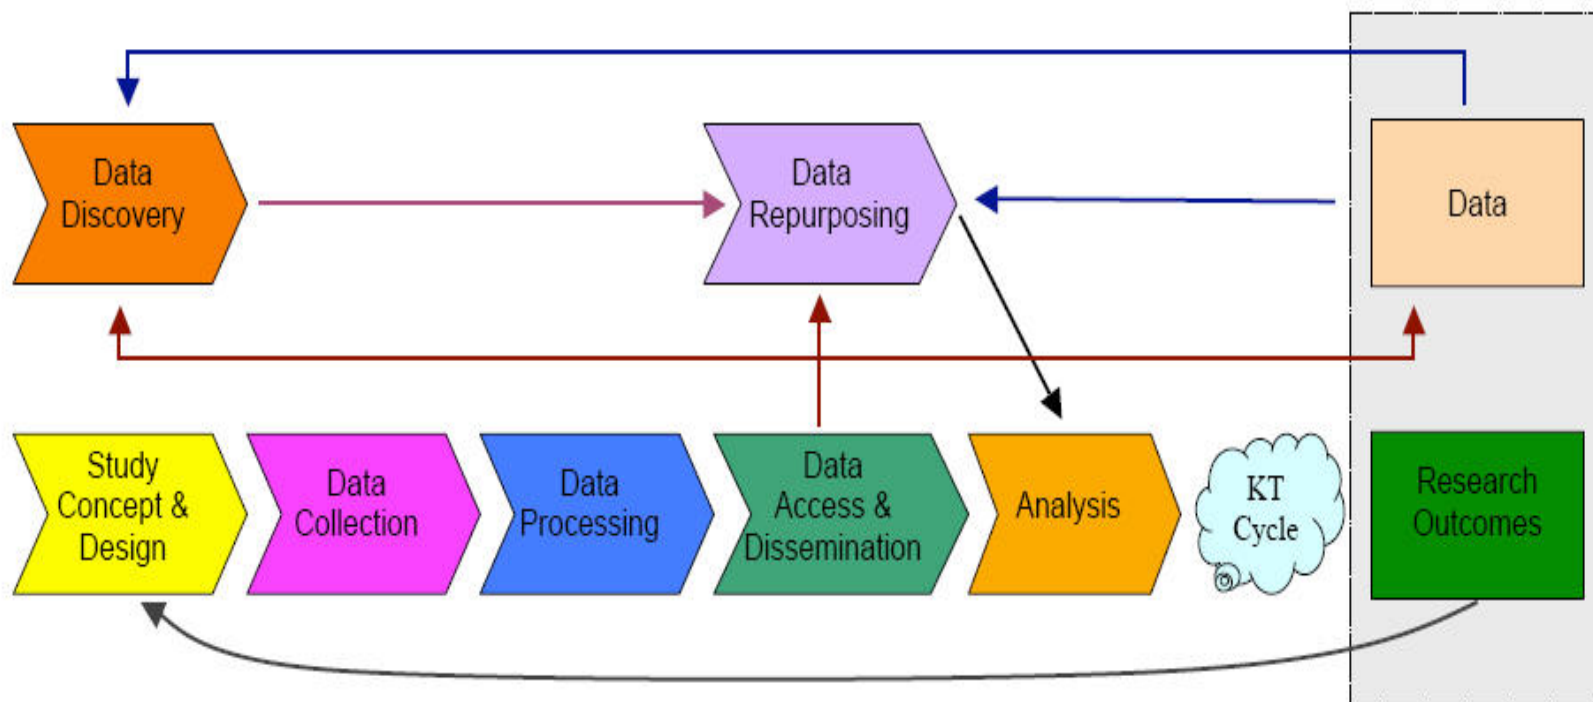 Data
Discovery
Data
Repurposing
Data
Study
Concept &
Design
Data
Collection
Data
Processing
Data
Access &
Dissemination
Analysis
KT
Cycle
Research
Outcomes